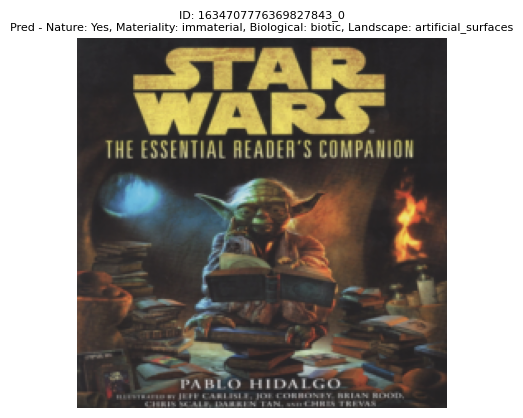 ID: 1634707776369827843_0
Pred - Nature: Yes, Materiality: immaterial, Biological: biotic, Landscape: artificial_surfaces
STAR
WARS
THE ESSENTIAL READER'S COMPANION
PABLO HIDALGO
ILLUSTRATED BY JEFF CARLISLE, JOE CORRONEY, BRIAN ROOD,
CHRIS SCALF, DARREN TAN, AND CHRIS TREVAS